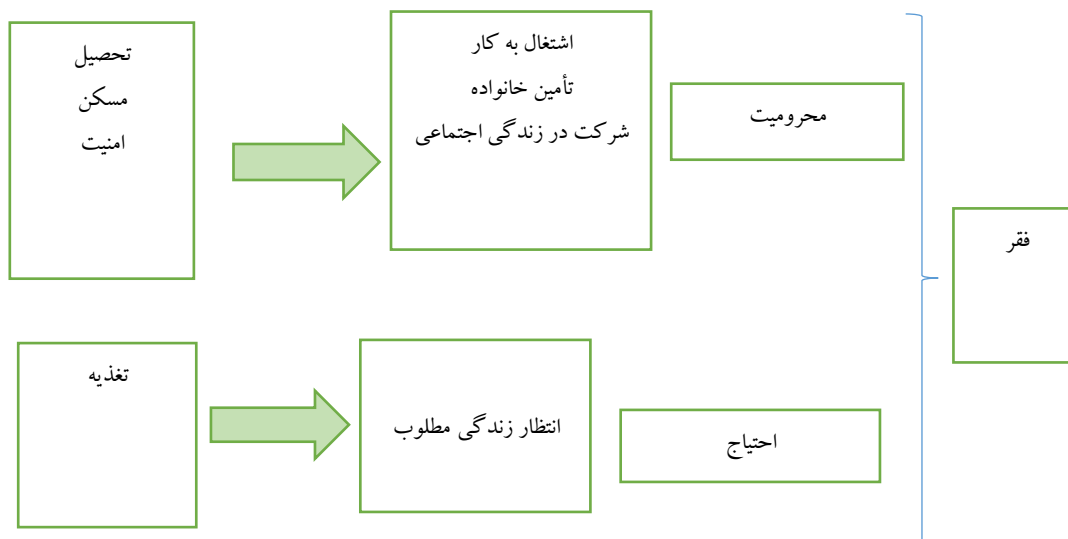 فقر
محرومیت
اشتغال به کار
تأمین خانواده
شرکت در زندگی اجتماعی
تحصیل
مسکن
امنیت
احتیاج
انتظار زندگی مطلوب
تغذیه